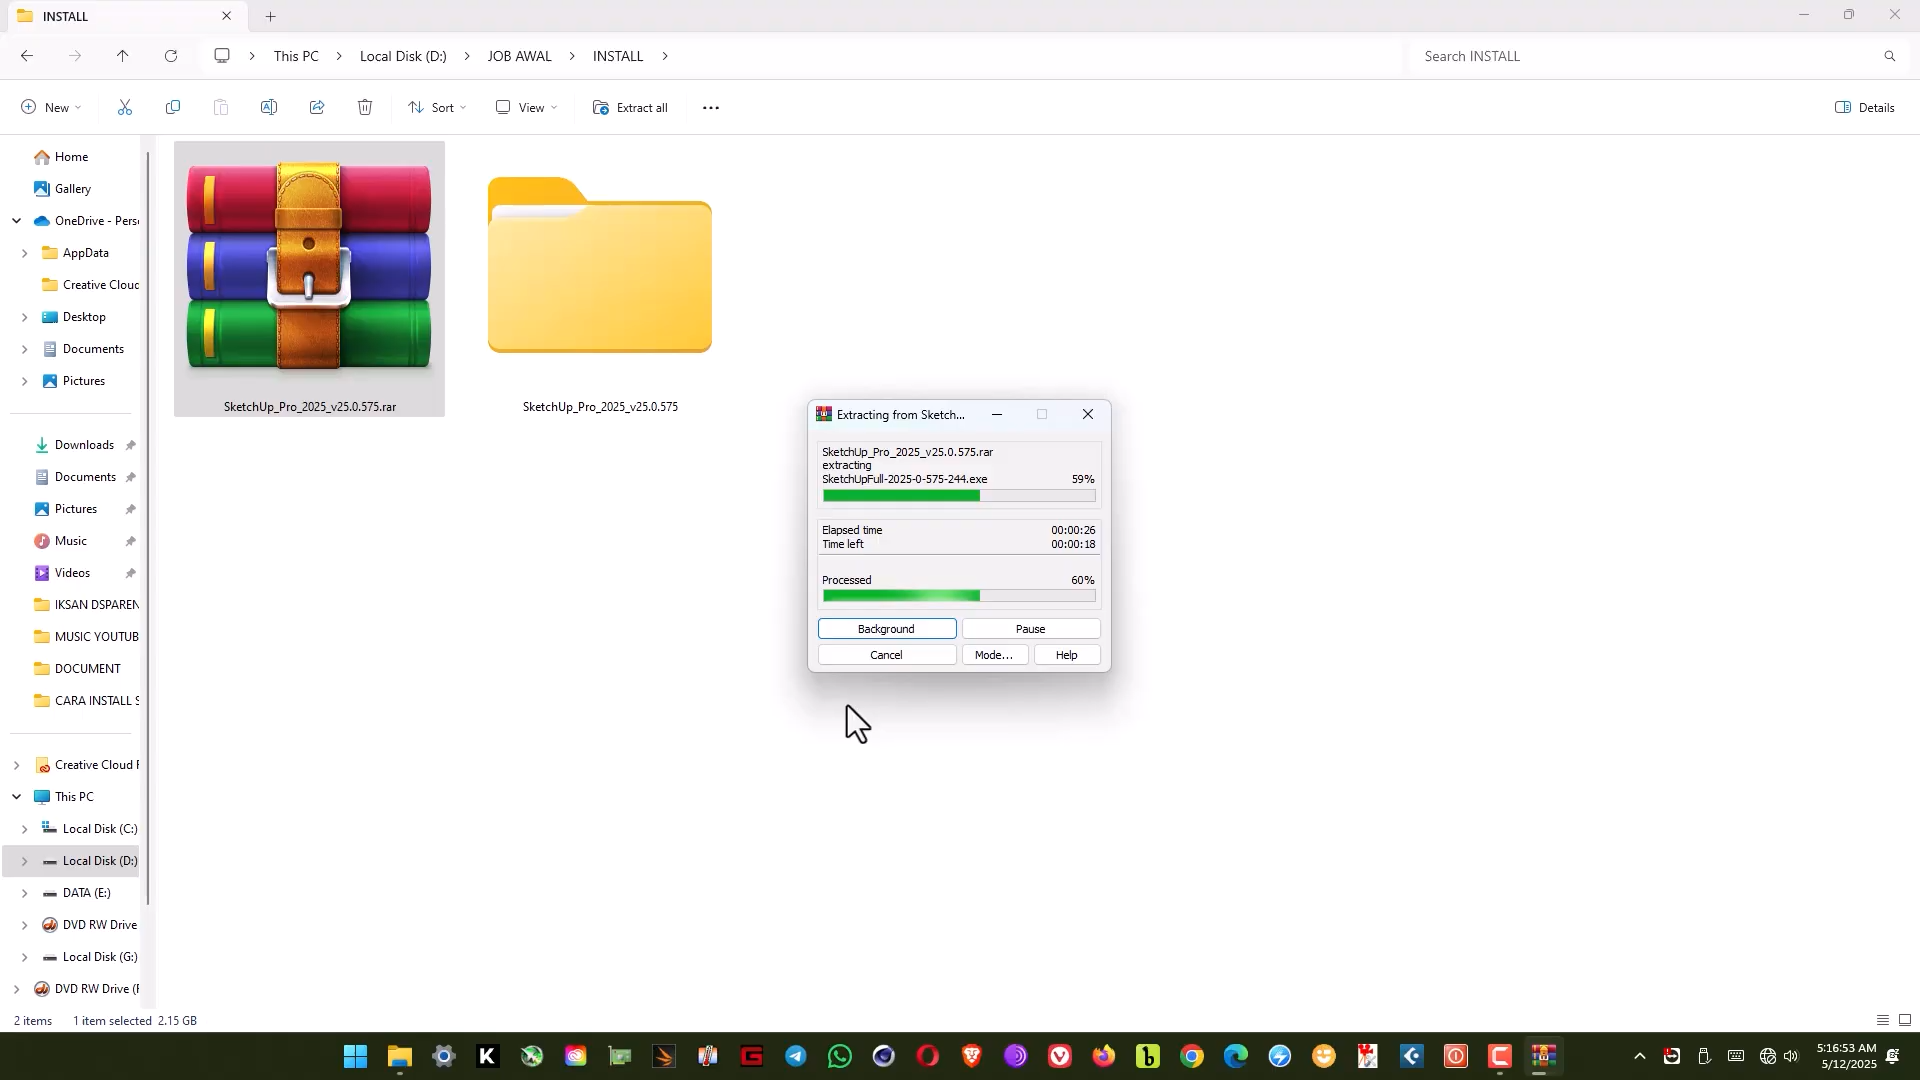 INSTALL
This PC
Local Disk (D:)
JOB AWAL
INSTALL
Search INSTALL
New
Sort
View
Extract all
Details
Home
Gallery
OneDrive - Pers
AppData
Creative Cloud
Desktop
Documents
Pictures
Downloads
Documents
Pictures
Music
Videos
IKSAN DSPAREN
MUSIC YOUTUB
DOCUMENT
CARA INSTALL S
Creative Cloud F
This PC
Local Disk (C:)
Local Disk (D:)
DATA (E:)
DVD RW Drive
Local Disk (G:)
DVD RW Drive (F
SketchUp_Pro_2025_v25.0.575.rar
SketchUp_Pro_2025_v25.0.575
Extracting from Sketch...
SketchUp_Pro_2025_v25.0.575.rar
extracting
SketchUpFull-2025-0-575-244.exe 59%
Elapsed time 00:00:26
Time left 00:00:18
Processed 60%
Background
Pause
Cancel
Mode...
Help
2 items 1 item selected 2.15 GB
5:16:53 AM
5/12/2025